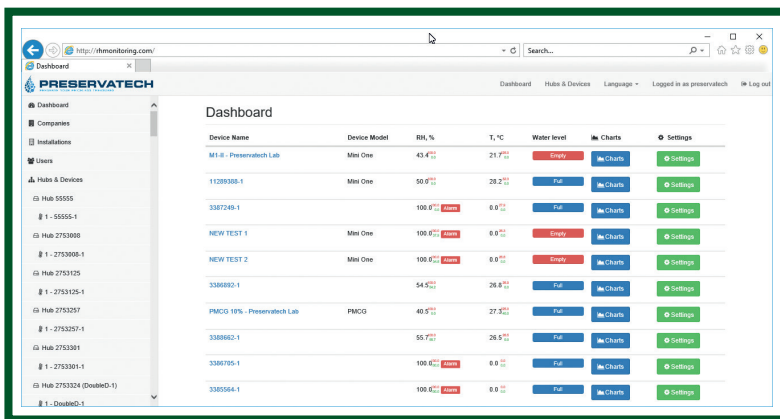 http://rhmonitoring.com/
Search...
Dashboard
PRESERVATECH
Dashboard Hubs & Devices Language Logged in as preservatech Log out
Dashboard
Companies
Installations
Users
Hubs & Devices
Hub 55555
1 - 55555-1
Hub 2753008
1 - 2753008-1
Hub 2753125
1 - 2753125-1
Hub 2753257
1 - 2753257-1
Hub 2753301
1 - 2753301-1
Hub 2753324 (DoubleD-1)
1 - DoubleD-1
Dashboard
Device Name Device Model RH, % T, °C Water level Charts Settings
M1-II - Preservatech Lab Mini One 43.4 21.7 Empty Charts Settings
11289388-1 Mini One 50.0 28.2 Full Charts Settings
3387249-1 100.0 Alarm 0.0 Full Charts Settings
NEW TEST 1 Mini One 100.0 Alarm 0.0 Empty Charts Settings
NEW TEST 2 Mini One 100.0 Alarm 0.0 Empty Charts Settings
3386892-1 54.9 26.8 Full Charts Settings
PMCG 10% - Preservatech Lab PMCG 40.5 27.3 Full Charts Settings
3388662-1 55.7 26.5 Full Charts Settings
3386705-1 100.0 Alarm 0.0 Full Charts Settings
3385564-1 100.0 Alarm 0.0 Full Charts Settings